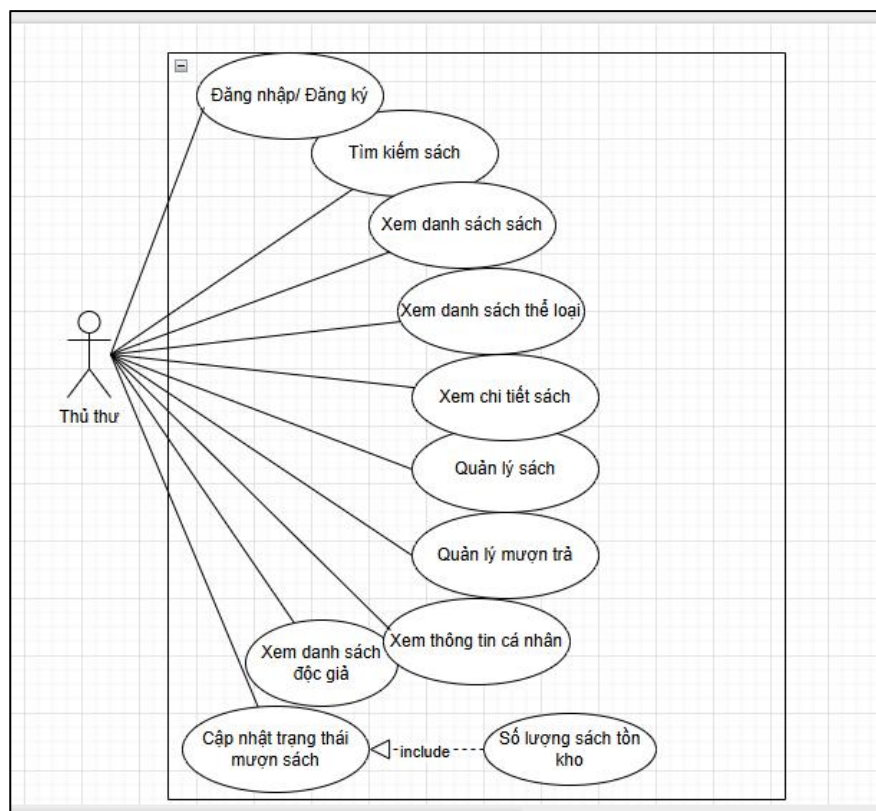 Đăng nhập/ Đăng ký
Tìm kiếm sách
Xem danh sách sách
Xem danh sách thể loại
Xem chi tiết sách
Thủ thư
Quản lý sách
Quản lý mượn trả
Xem thông tin cá nhân
Xem danh sách
độc giả
Cập nhật trạng thái
mượn sách
include
Số lượng sách tồn
kho